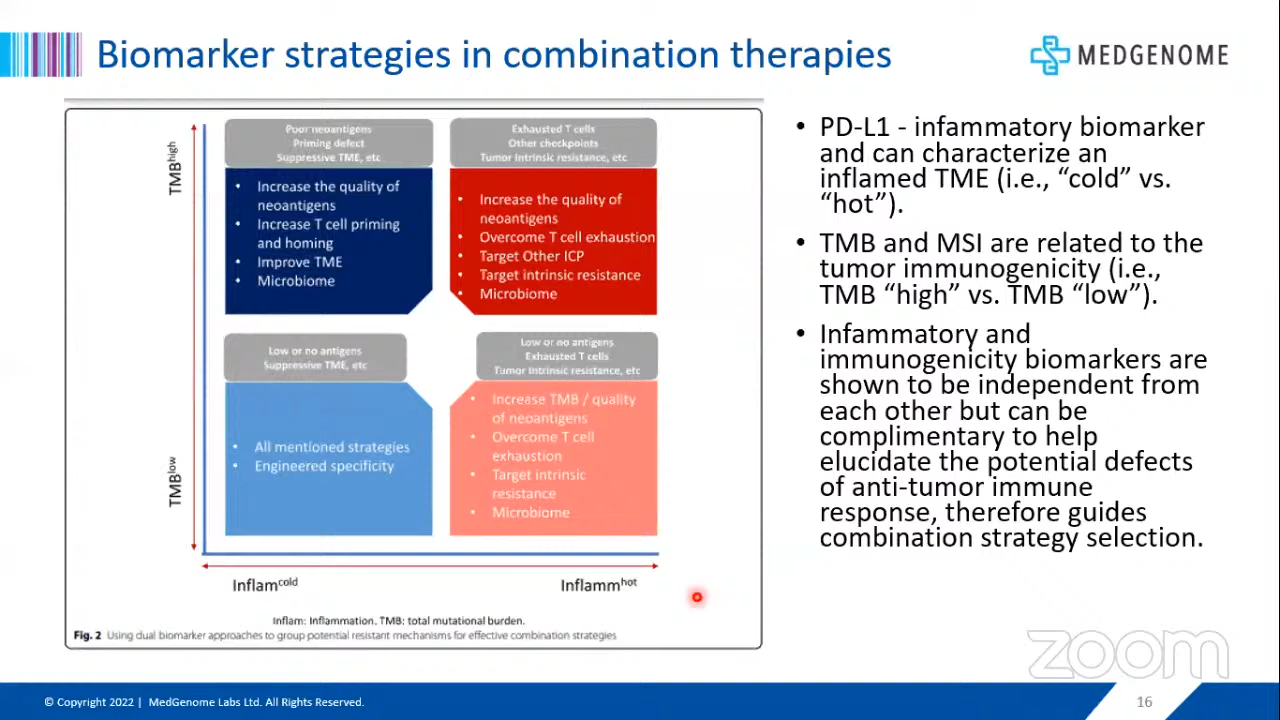 Biomarker strategies in combination therapies
MEDGENOME
TMBhigh
Poor neoantigens
Priming defect
Suppressive TME, etc
• Increase the quality of
neoantigens
• Increase T cell priming
and homing
• Improve TME
• Microbiome
Exhausted T cells
Other checkpoints
Tumor Intrinsic resistance, etc
• Increase the quality of
neoantigens
• Overcome T cell exhaustion
• Target Other ICP
• Target intrinsic resistance
• Microbiome
TMBlow
Low or no antigens
Suppressive TME, etc
• All mentioned strategies
• Engineered specificity
Low or no antigens
Exhausted T cells
Tumor Intrinsic resistance, etc
• Increase TMB / quality
of neoantigens
• Overcome T cell
exhaustion
• Target intrinsic
resistance
• Microbiome
Inflamcold
Inflammhot
Inflam: Inflammation, TMB: total mutational burden.
Fig. 2 Using dual biomarker approaches to group potential resistant mechanisms for effective combination strategies
• PD-L1 - infammatory biomarker
and can characterize an
inflamed TME (i.e., “cold” vs.
“hot”).
• TMB and MSI are related to the
tumor immunogenicity (i.e.,
TMB “high” vs. TMB “low”).
• Infammatory and
immunogenicity biomarkers are
shown to be independent from
each other but can be
complimentary to help
elucidate the potential defects
of anti-tumor immune
response, therefore guides
combination strategy selection.
zoom
© Copyright 2022 | MedGenome Labs Ltd. All Rights Reserved.
16